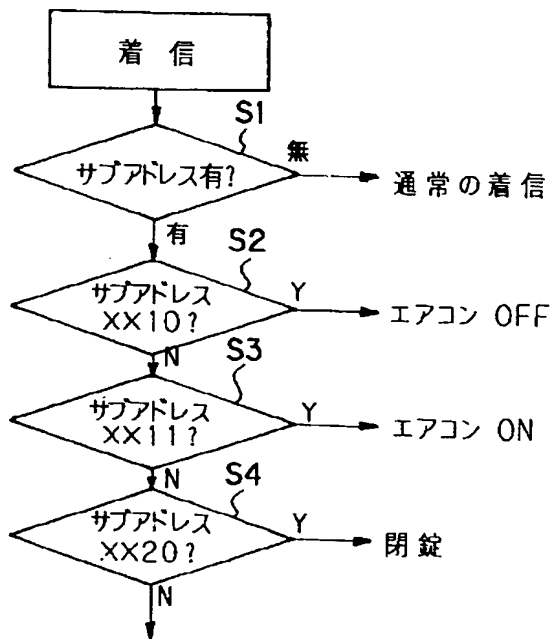 着信
S1
サブアドレス有?
無
通常の着信
有
S2
サブアドレス
XX10?
Y
エアコン OFF
N
S3
サブアドレス
XX11?
Y
エアコン ON
N
S4
サブアドレス
XX20?
Y
閉錠
N